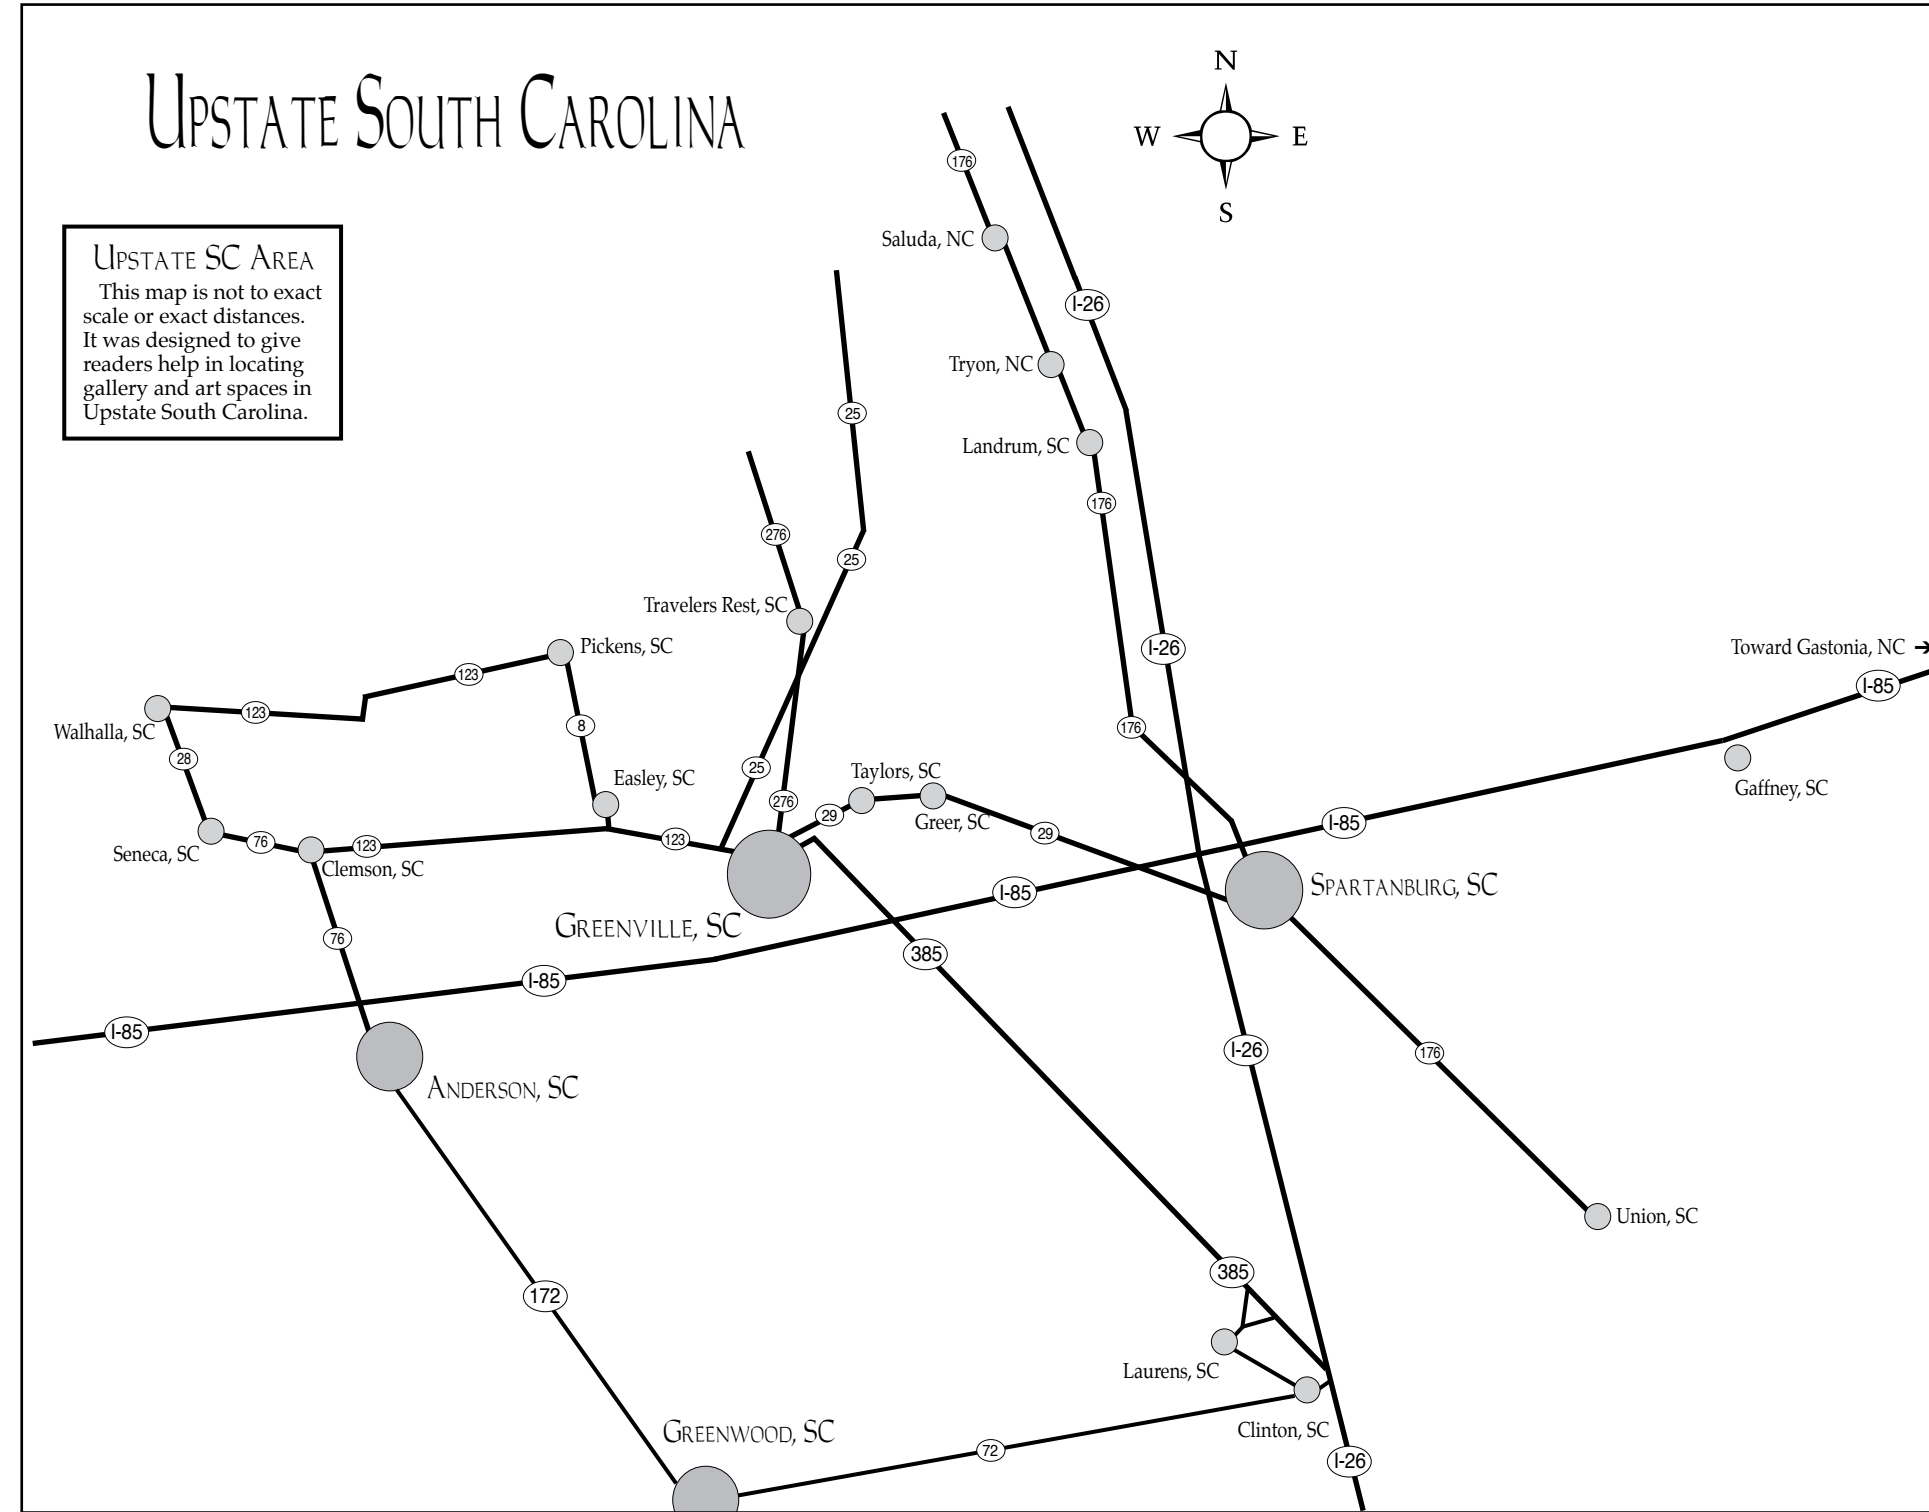 UPSTATE SOUTH CAROLINA
N
W
E
S
176
Saluda, NC
UPSTATE SC AREA
This map is not to exact
scale or exact distances.
It was designed to give
readers help in locating
gallery and art spaces in
Upstate South Carolina.
I-26
Tryon, NC
25
Landrum, SC
176
276
25
Travelers Rest, SC
Pickens, SC
I-26
Toward Gastonia, NC ➔
123
I-85
123
Walhalla, SC
8
176
28
25
Taylors, SC
Easley, SC
Gaffney, SC
276
29
Greer, SC
I-85
29
123
76
123
Seneca, SC
Clemson, SC
SPARTANBURG, SC
I-85
GREENVILLE, SC
76
385
I-85
I-85
I-26
176
ANDERSON, SC
Union, SC
385
172
Laurens, SC
GREENWOOD, SC
Clinton, SC
72
I-26